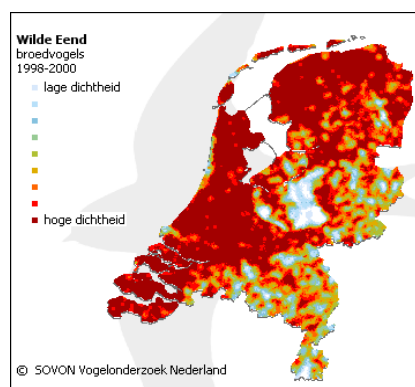 Wilde Eend
broedvogels
1998-2000
lage dichtheid
hoge dichtheid
© SOVON Vogelonderzoek Nederland